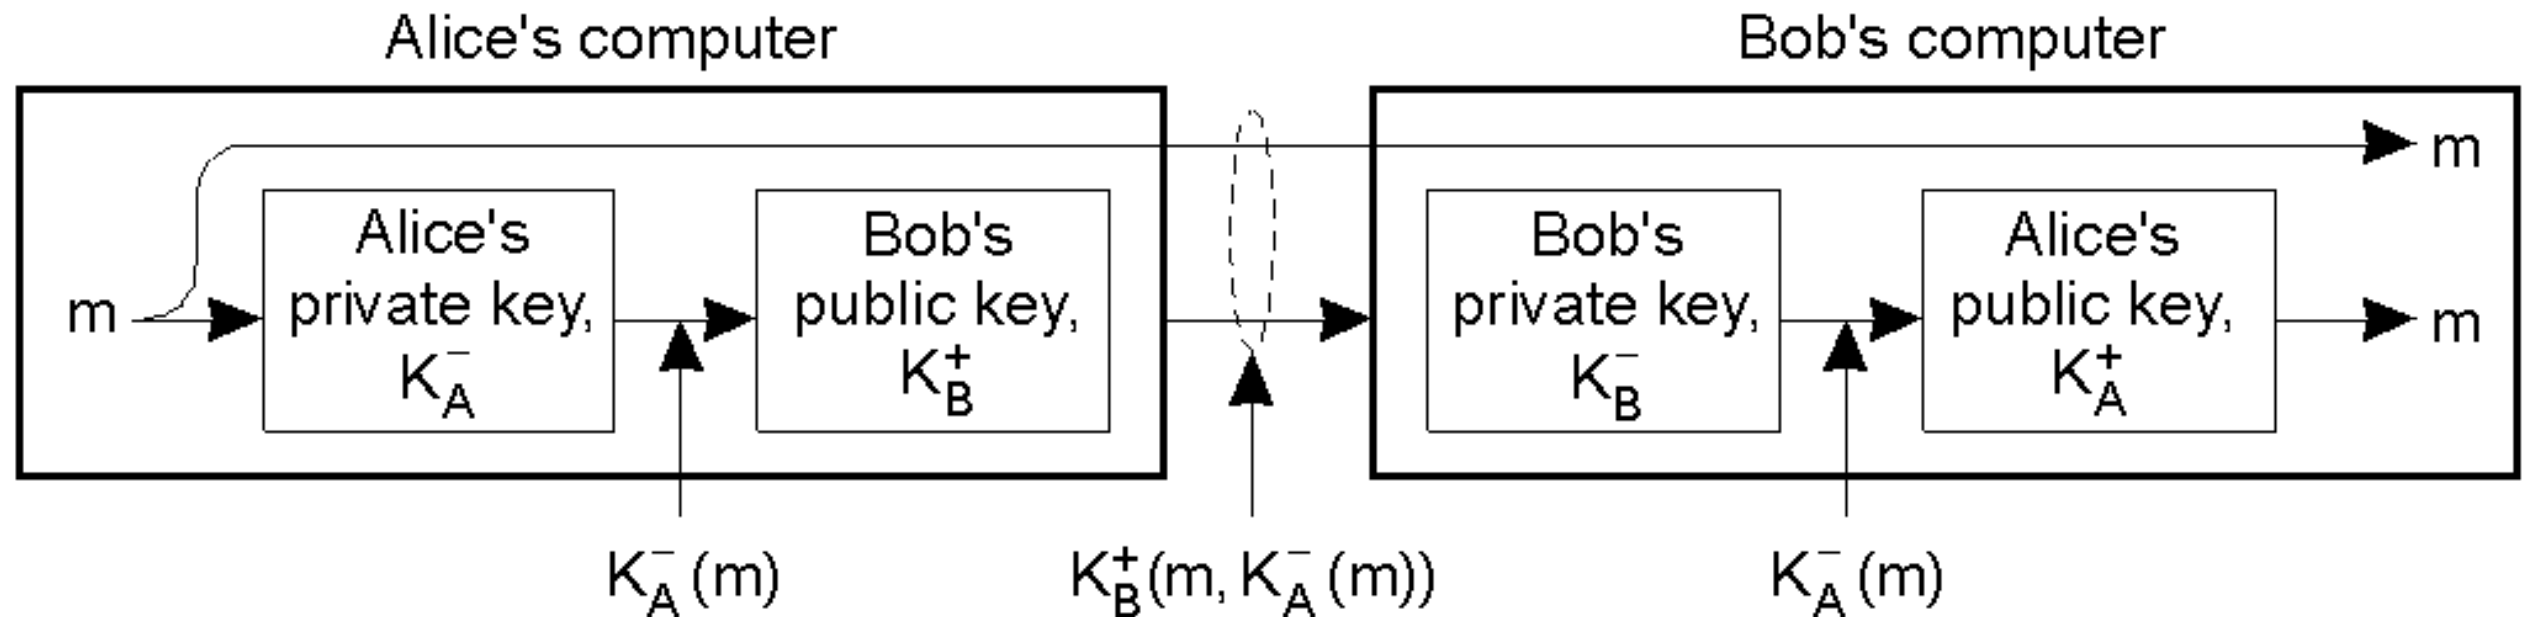 Alice's computer
Bob's computer
m
Alice's
private key,
K_A^-
Bob's
public key,
K_B^+
Bob's
private key,
K_B^-
Alice's
public key,
K_A^+
m
m
K_A^-(m)
K_B^+(m, K_A^-(m))
K_A^-(m)